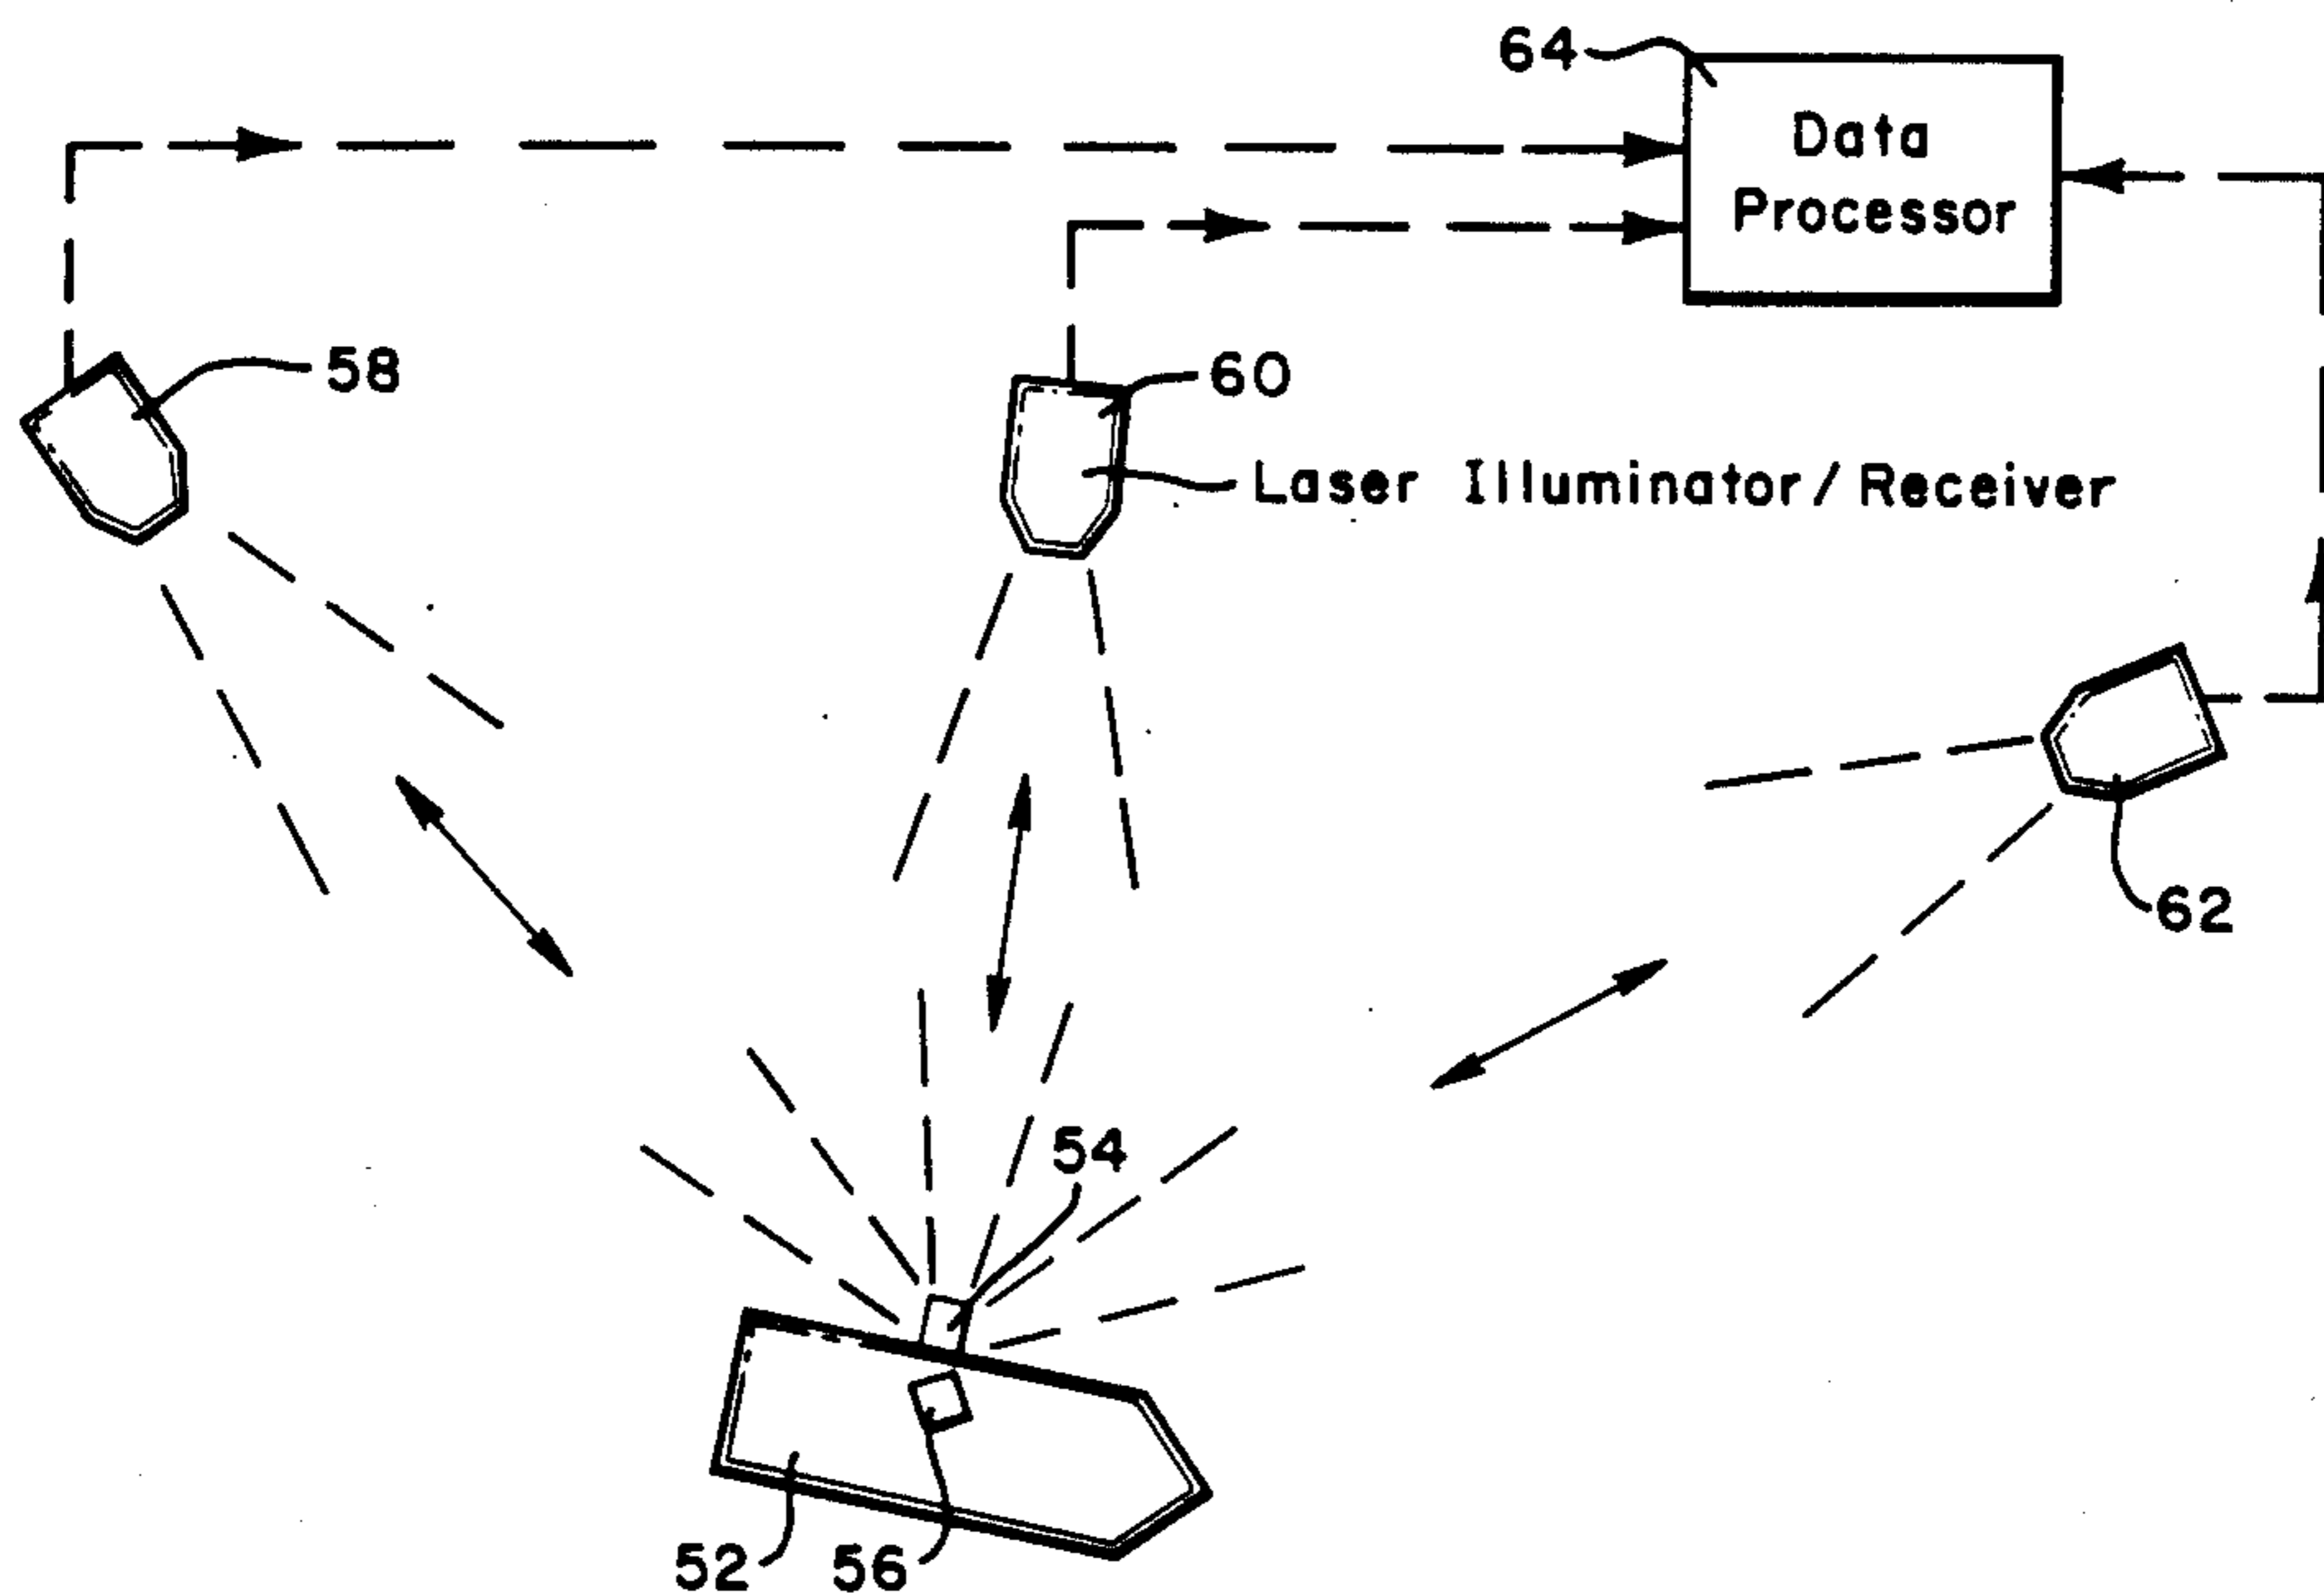 64
Data
Processor
58
60
Laser Illuminator/Receiver
62
54
52
56